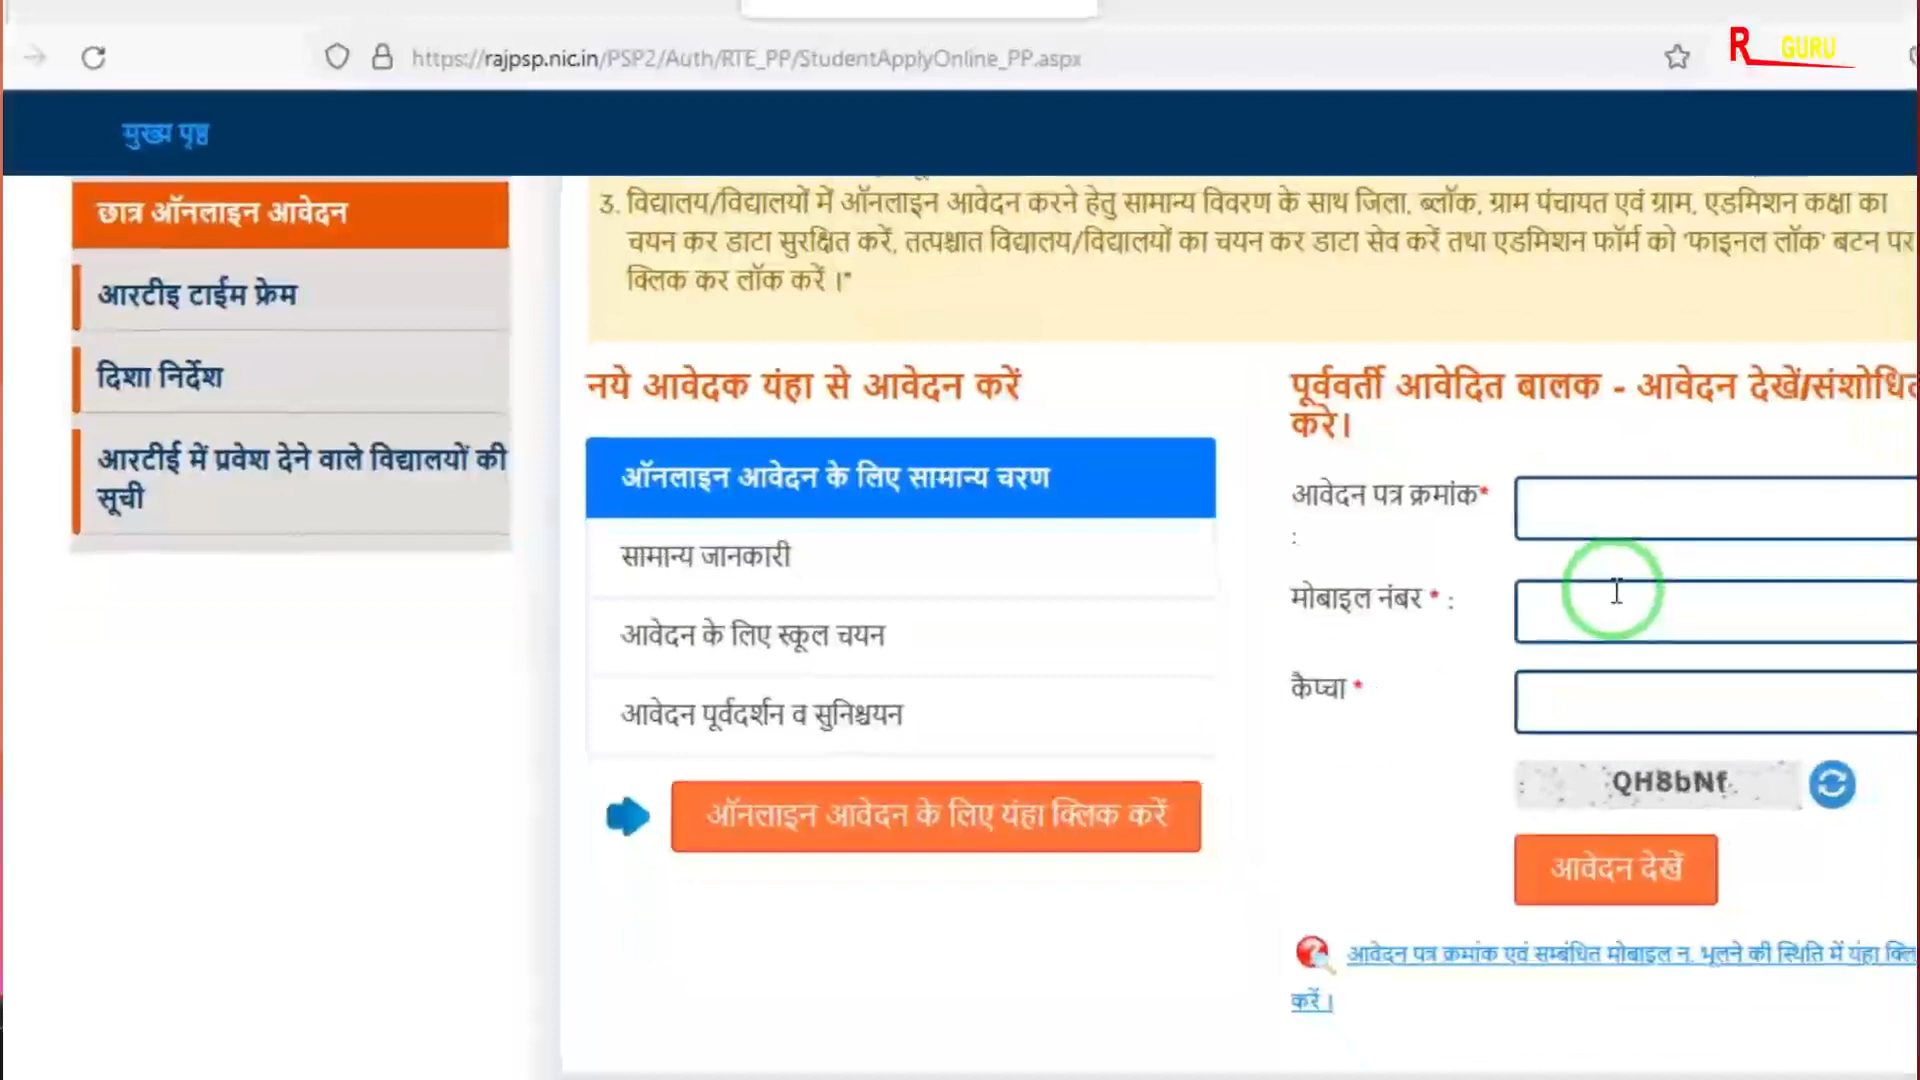 https://rajpsp.nic.in/PSP2/Auth/RTE_PP/StudentApplyOnline_PP.aspx
R GURU
मुख्य पृष्ठ
छात्र ऑनलाइन आवेदन
आरटीइ टाईम फ्रेम
दिशा निर्देश
आरटीई में प्रवेश देने वाले विद्यालयों की
सूची
3. विद्यालय/विद्यालयों में ऑनलाइन आवेदन करने हेतु सामान्य विवरण के साथ जिला, ब्लॉक, ग्राम पंचायत एवं ग्राम, एडमिशन कक्षा का
चयन कर डाटा सुरक्षित करें, तत्पश्चात विद्यालय/विद्यालयों का चयन कर डाटा सेव करें तथा एडमिशन फॉर्म को 'फाइनल लॉक' बटन पर
क्लिक कर लॉक करें ।"
नये आवेदक यंहा से आवेदन करें
ऑनलाइन आवेदन के लिए सामान्य चरण
सामान्य जानकारी
आवेदन के लिए स्कूल चयन
आवेदन पूर्वदर्शन व सुनिश्चयन
ऑनलाइन आवेदन के लिए यंहा क्लिक करें
पूर्ववर्ती आवेदित बालक - आवेदन देखें/संशोधित
करे।
आवेदन पत्र क्रमांक*
:
मोबाइल नंबर * :
कैप्चा *
QH8bNf
आवेदन देखें
आवेदन पत्र क्रमांक एवं सम्बंधित मोबाइल न. भूलने की स्थिति में यंहा क्लि
करें ।